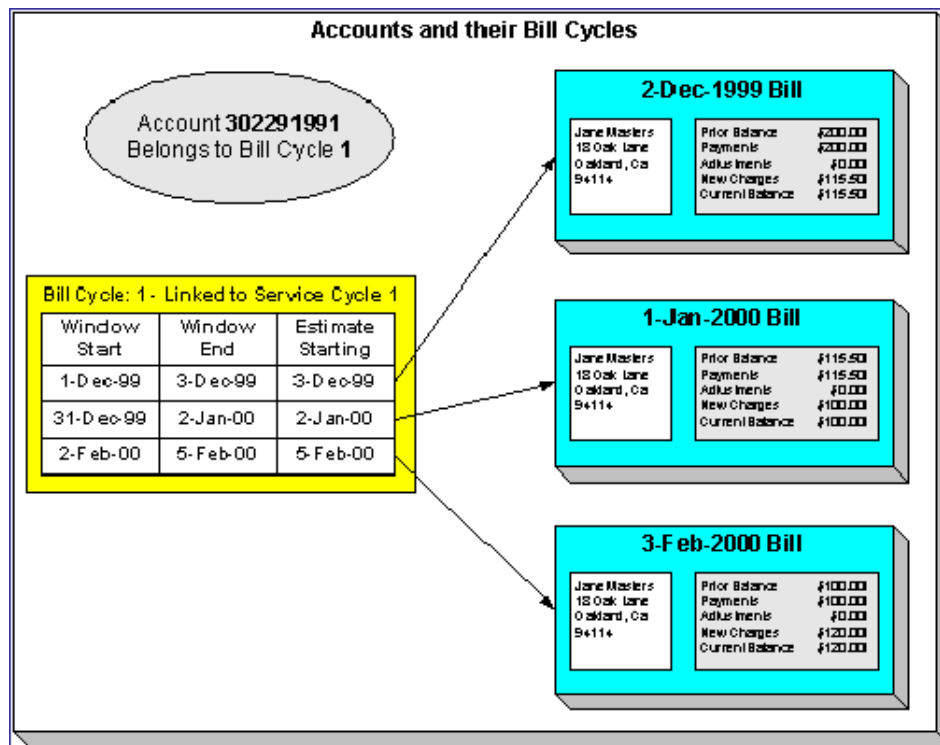 Accounts and their Bill Cycles
Account 302291991
Belongs to Bill Cycle 1
Bill Cycle: 1 - Linked to Service Cycle 1
Window Start Window End Estimate Starting
1-Dec-99 3-Dec-99 3-Dec-99
31-Dec-99 2-Jan-00 2-Jan-00
2-Feb-00 5-Feb-00 5-Feb-00
2-Dec-1999 Bill
Jane Masters
18 Oak Lane
Oakland, Ca
94114
Prior Balance $200.00
Payments $200.00
Adjustments $0.00
New Charges $115.50
Current Balance $115.50
1-Jan-2000 Bill
Jane Masters
18 Oak Lane
Oakland, Ca
94114
Prior Balance $115.50
Payments $115.50
Adjustments $0.00
New Charges $100.00
Current Balance $100.00
3-Feb-2000 Bill
Jane Masters
18 Oak Lane
Oakland, Ca
94114
Prior Balance $100.00
Payments $100.00
Adjustments $0.00
New Charges $120.00
Current Balance $120.00